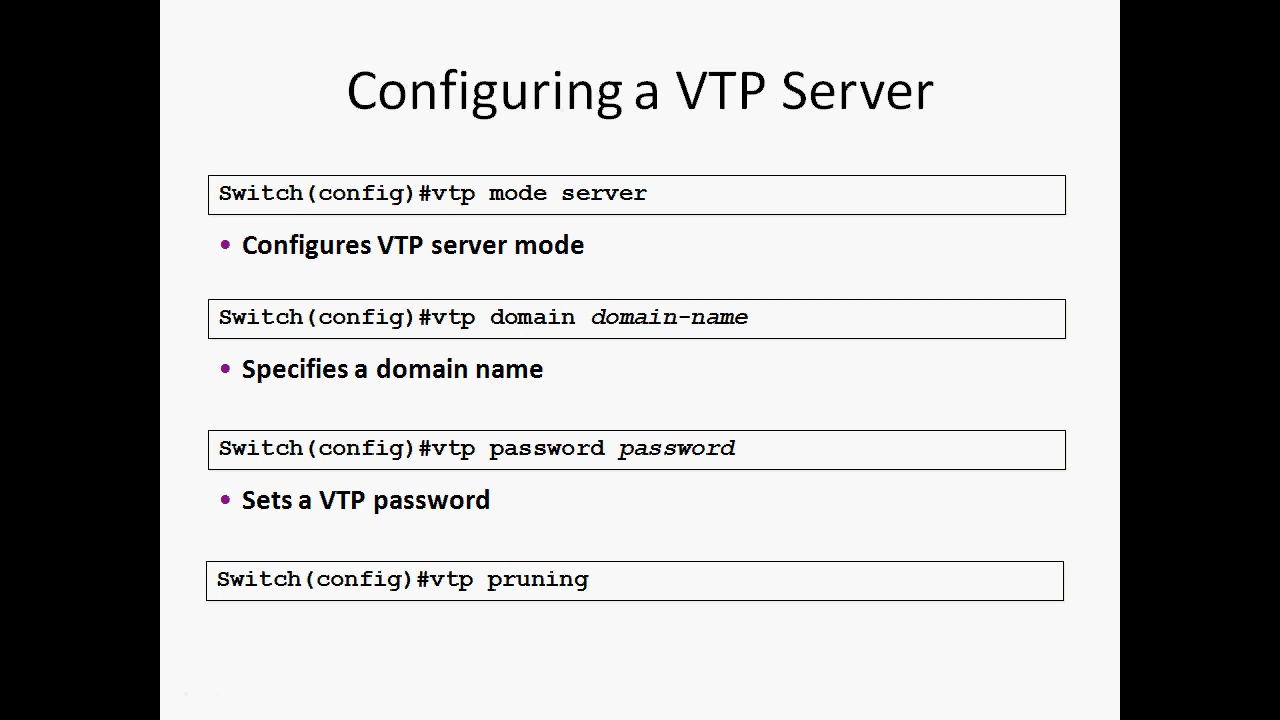 Configuring a VTP Server
Switch(config)#vtp mode server
• Configures VTP server mode
Switch(config)#vtp domain domain-name
• Specifies a domain name
Switch(config)#vtp password password
• Sets a VTP password
Switch(config)#vtp pruning